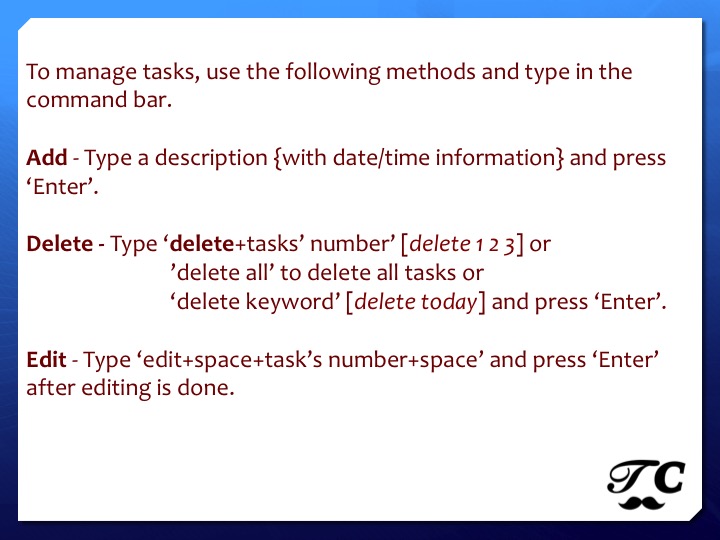 To manage tasks, use the following methods and type in the
command bar.
Add - Type a description {with date/time information} and press
‘Enter’.
Delete - Type ‘delete+tasks’ number’ [delete 1 2 3] or
’delete all’ to delete all tasks or
‘delete keyword’ [delete today] and press ‘Enter’.
Edit - Type ‘edit+space+task’s number+space’ and press ‘Enter’
after editing is done.
TC